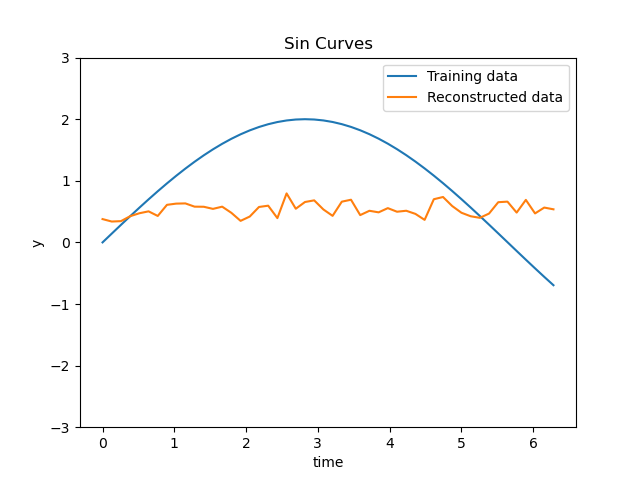 Sin Curves
Training data
Reconstructed data
3
2
1
0
−1
−2
−3
y
0 1 2 3 4 5 6
time